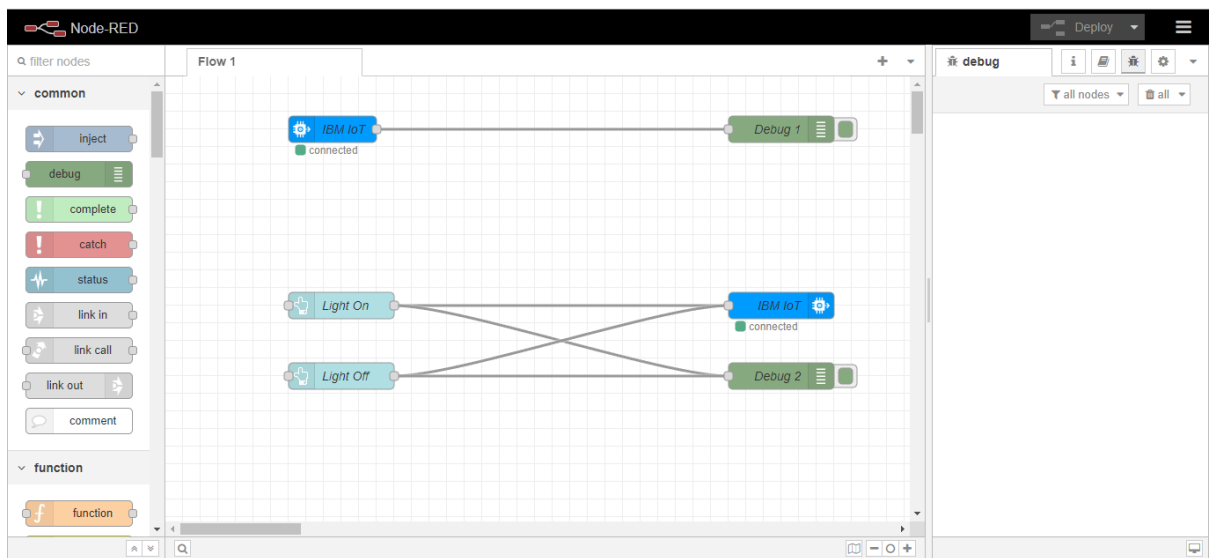 Node-RED
Deploy
filter nodes
Flow 1
debug
i
common
all nodes
all
inject
IBM IoT
Debug 1
connected
debug
complete
catch
status
link in
Light On
IBM IoT
connected
link call
Light Off
Debug 2
link out
comment
function
f
function